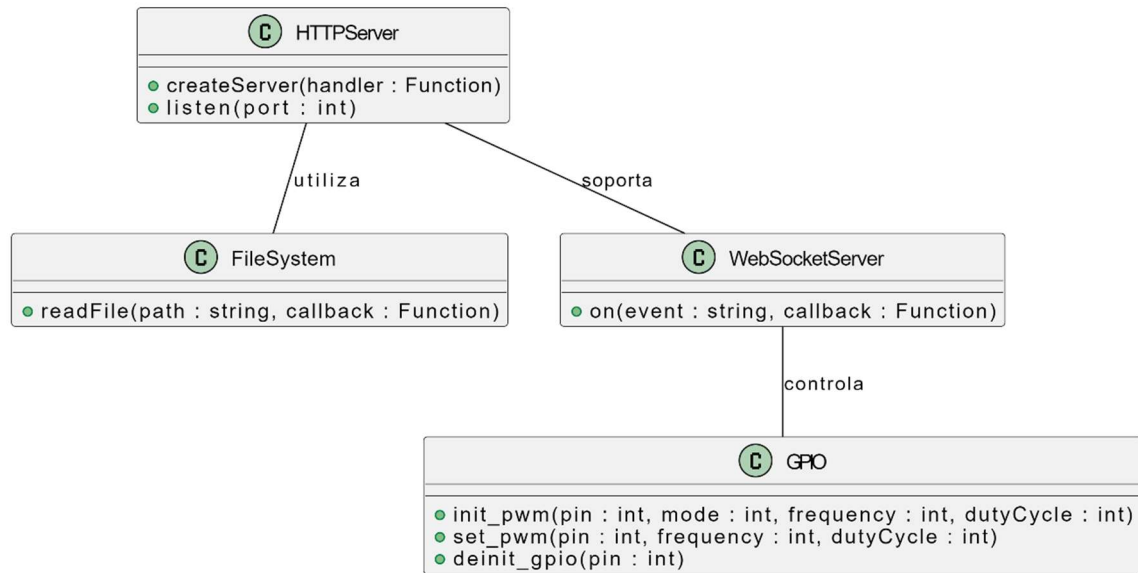 C HTTPServer
createServer(handler : Function)
listen(port : int)
utiliza
soporta
C FileSystem
readFile(path : string, callback : Function)
C WebSocketServer
on(event : string, callback : Function)
controla
C GPIO
init_pwm(pin : int, mode : int, frequency : int, dutyCycle : int)
set_pwm(pin : int, frequency : int, dutyCycle : int)
deinit_gpio(pin : int)